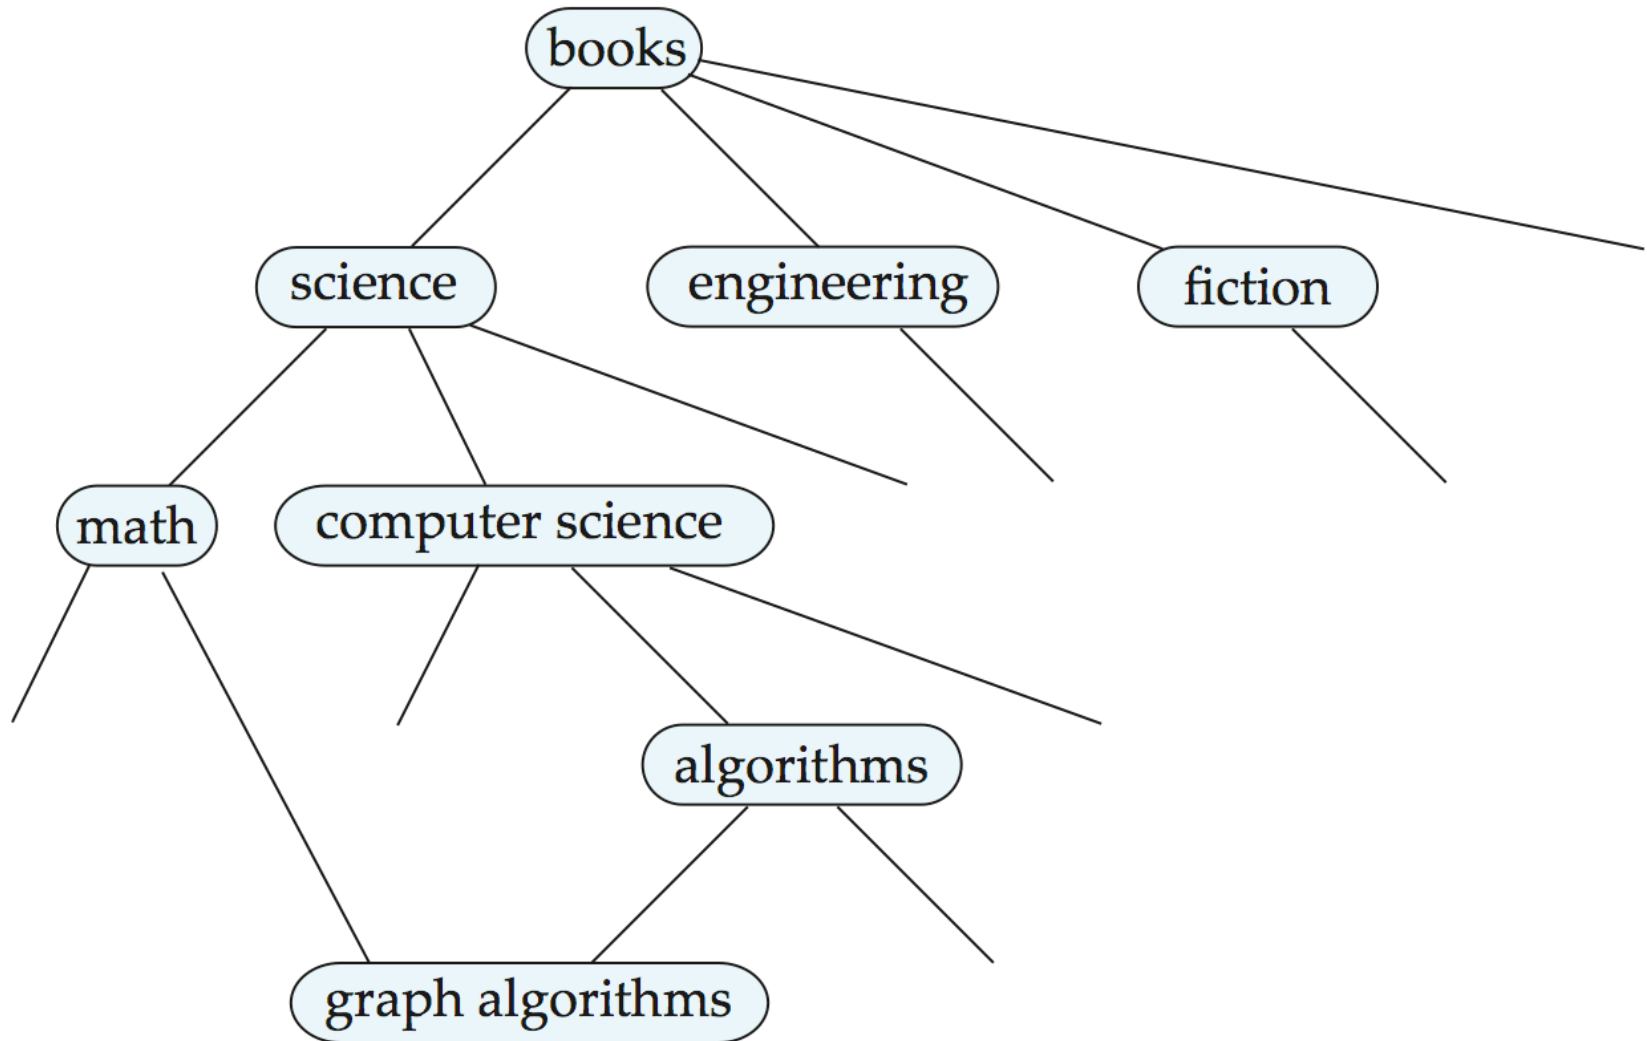 books
science
engineering
fiction
math
computer science
algorithms
graph algorithms